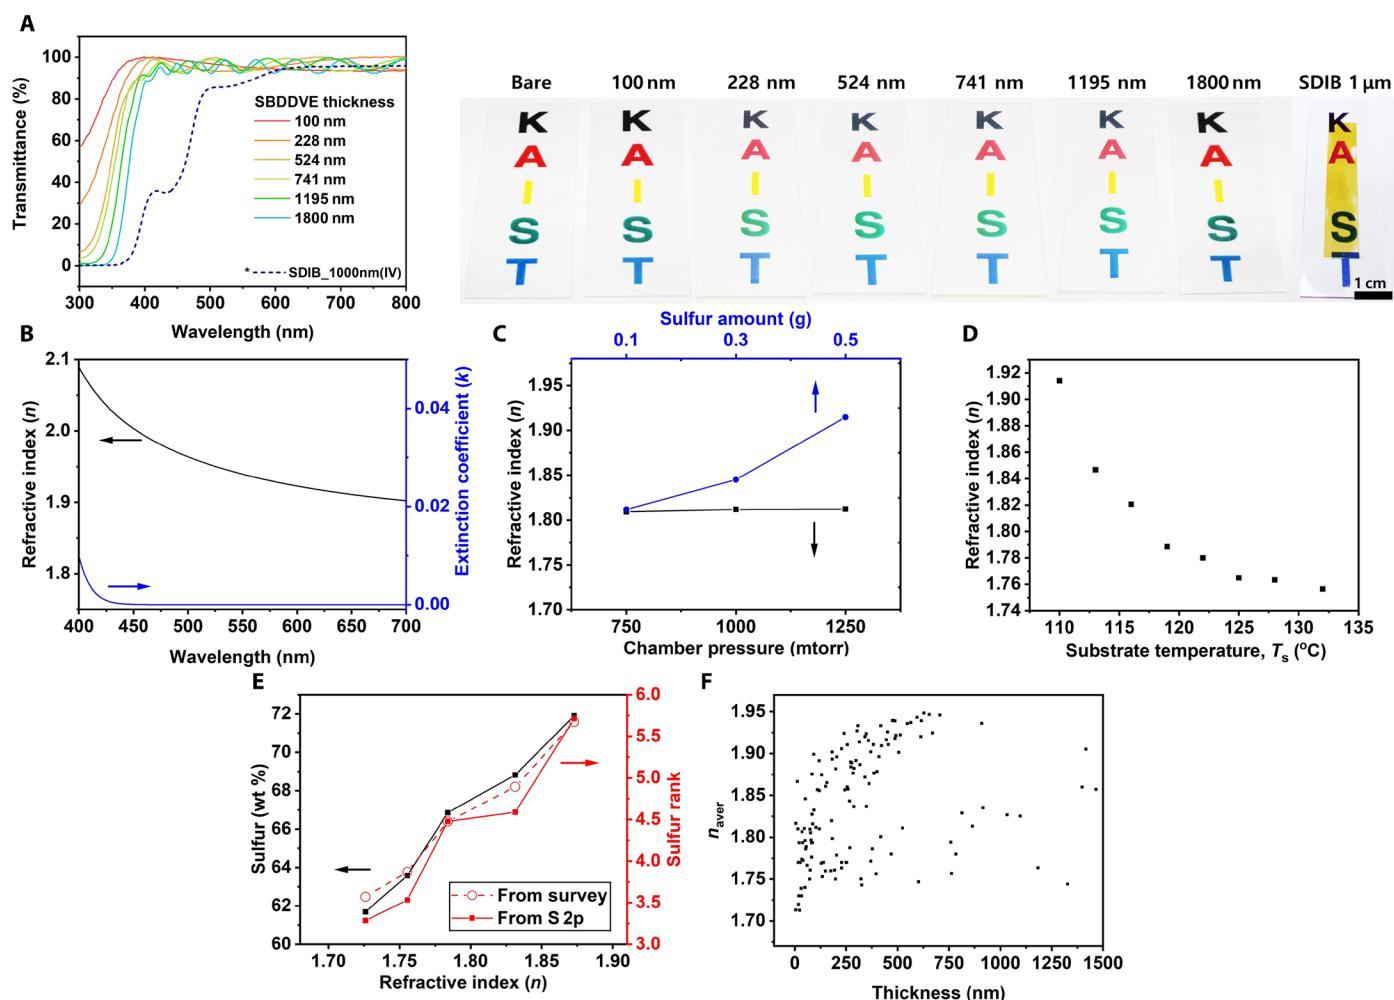 A
100
80
60
40
20
0
Transmittance (%)
SBDDVE thickness
100 nm
228 nm
524 nm
741 nm
1195 nm
1800 nm
* SDIB_1000nm(IV)
300 400 500 600 700 800
Wavelength (nm)
Bare 100 nm 228 nm 524 nm 741 nm 1195 nm 1800 nm SDIB 1 µm
K K K K K K K K
A A A A A A A A
I I I I I I I I
S S S S S S S S
T T T T T T T T
1 cm
B
2.1
2.0
1.9
1.8
Refractive index (n)
0.04
0.02
0.00
Extinction coefficient (k)
400 450 500 550 600 650 700
Wavelength (nm)
C
Sulfur amount (g)
0.1 0.3 0.5
1.95
1.90
1.85
1.80
1.75
1.70
Refractive index (n)
750 1000 1250
Chamber pressure (mtorr)
D
1.92
1.90
1.88
1.86
1.84
1.82
1.80
1.78
1.76
1.74
Refractive index (n)
110 115 120 125 130 135
Substrate temperature, Ts (oC)
E
72
70
68
66
64
62
60
Sulfur (wt %)
6.0
5.5
5.0
4.5
4.0
3.5
3.0
Sulfur rank
From survey
From S 2p
1.70 1.75 1.80 1.85 1.90
Refractive index (n)
F
1.95
1.90
1.85
1.80
1.75
1.70
naver
0 250 500 750 1000 1250 1500
Thickness (nm)